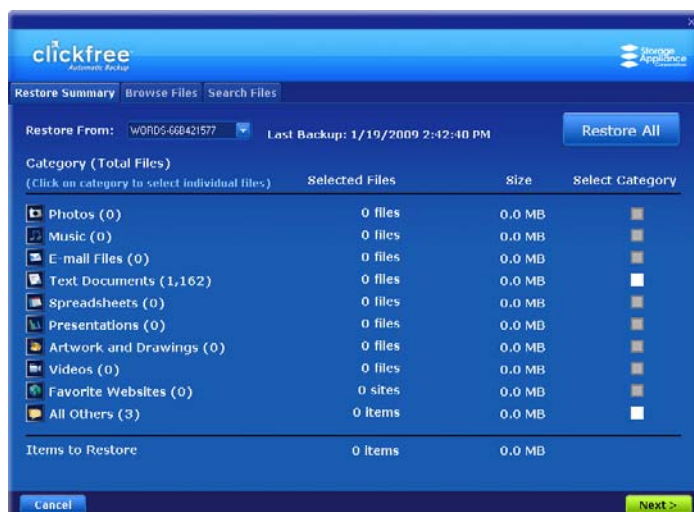 x
clickfree
Automatic Backup
Storage
Appliance
Corporation
Restore Summary Browse Files Search Files
Restore From: WORDS-66B421577 Last Backup: 1/19/2009 2:42:40 PM Restore All
Category (Total Files)
(Click on category to select individual files) Selected Files Size Select Category
Photos (0) 0 files 0.0 MB
Music (0) 0 files 0.0 MB
E-mail Files (0) 0 files 0.0 MB
Text Documents (1,162) 0 files 0.0 MB
Spreadsheets (0) 0 files 0.0 MB
Presentations (0) 0 files 0.0 MB
Artwork and Drawings (0) 0 files 0.0 MB
Videos (0) 0 files 0.0 MB
Favorite Websites (0) 0 sites 0.0 MB
All Others (3) 0 items 0.0 MB
Items to Restore 0 items 0.0 MB
Cancel Next >